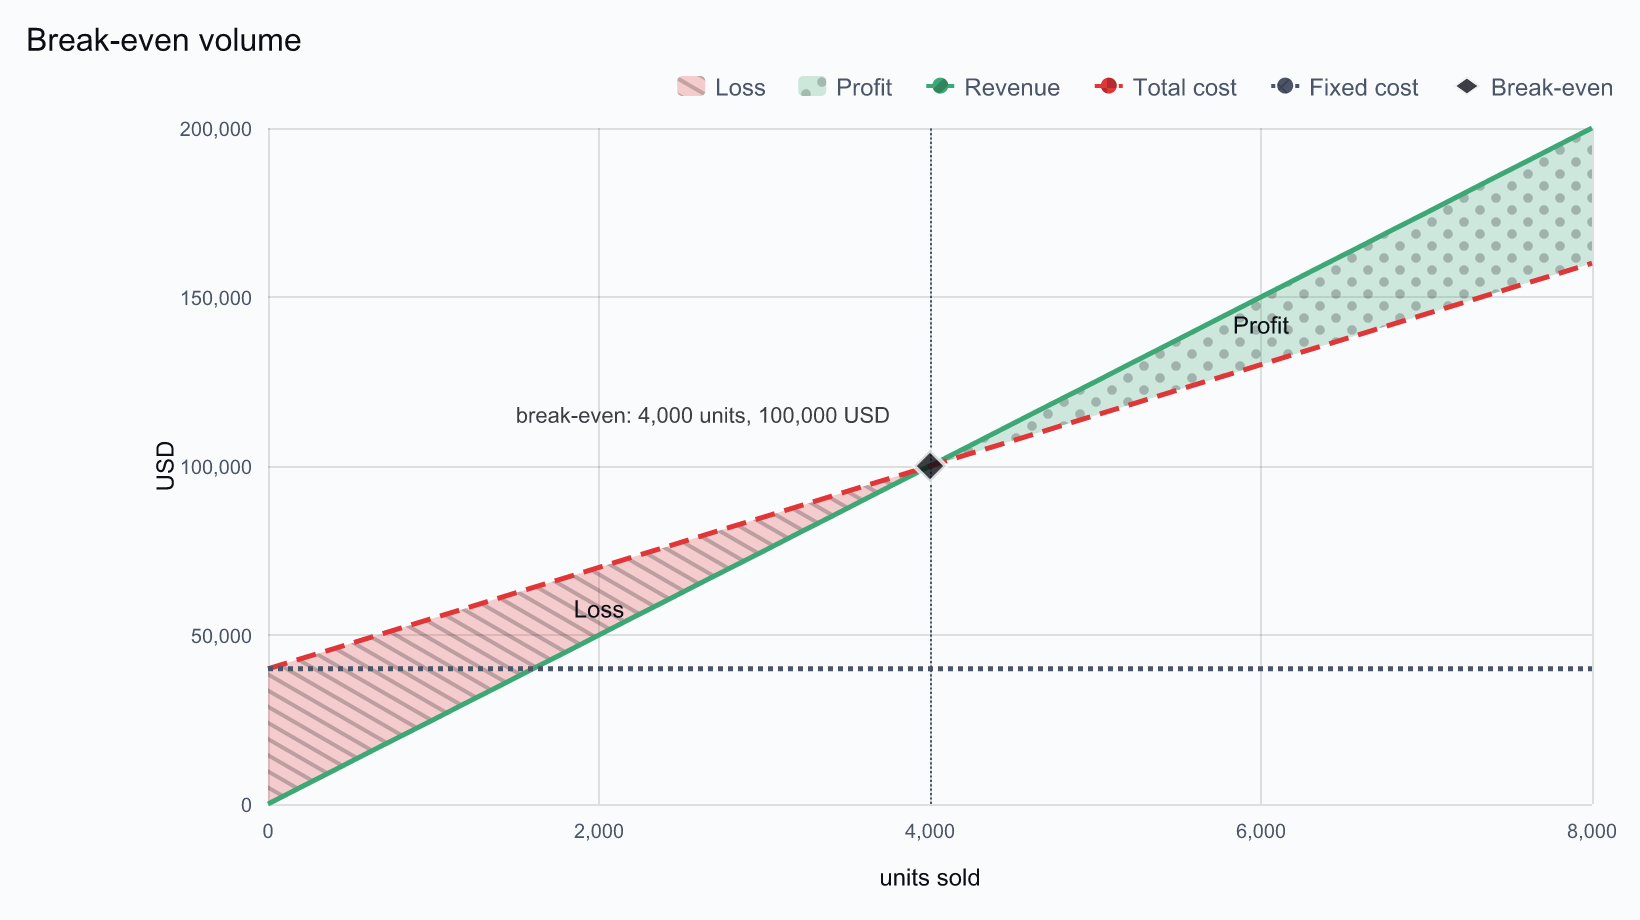 Break-even volume
Loss Profit Revenue Total cost Fixed cost Break-even
200,000
150,000
Profit
break-even: 4,000 units, 100,000 USD
USD
100,000
Loss
50,000
0
0 2,000 4,000 6,000 8,000
units sold